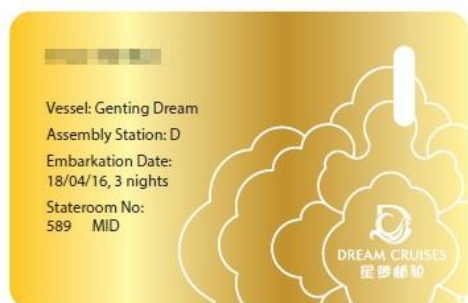 Vessel: Genting Dream
Assembly Station: D
Embarkation Date:
18/04/16, 3 nights
Stateroom No:
589 MID
DREAM CRUISES
星梦邮轮